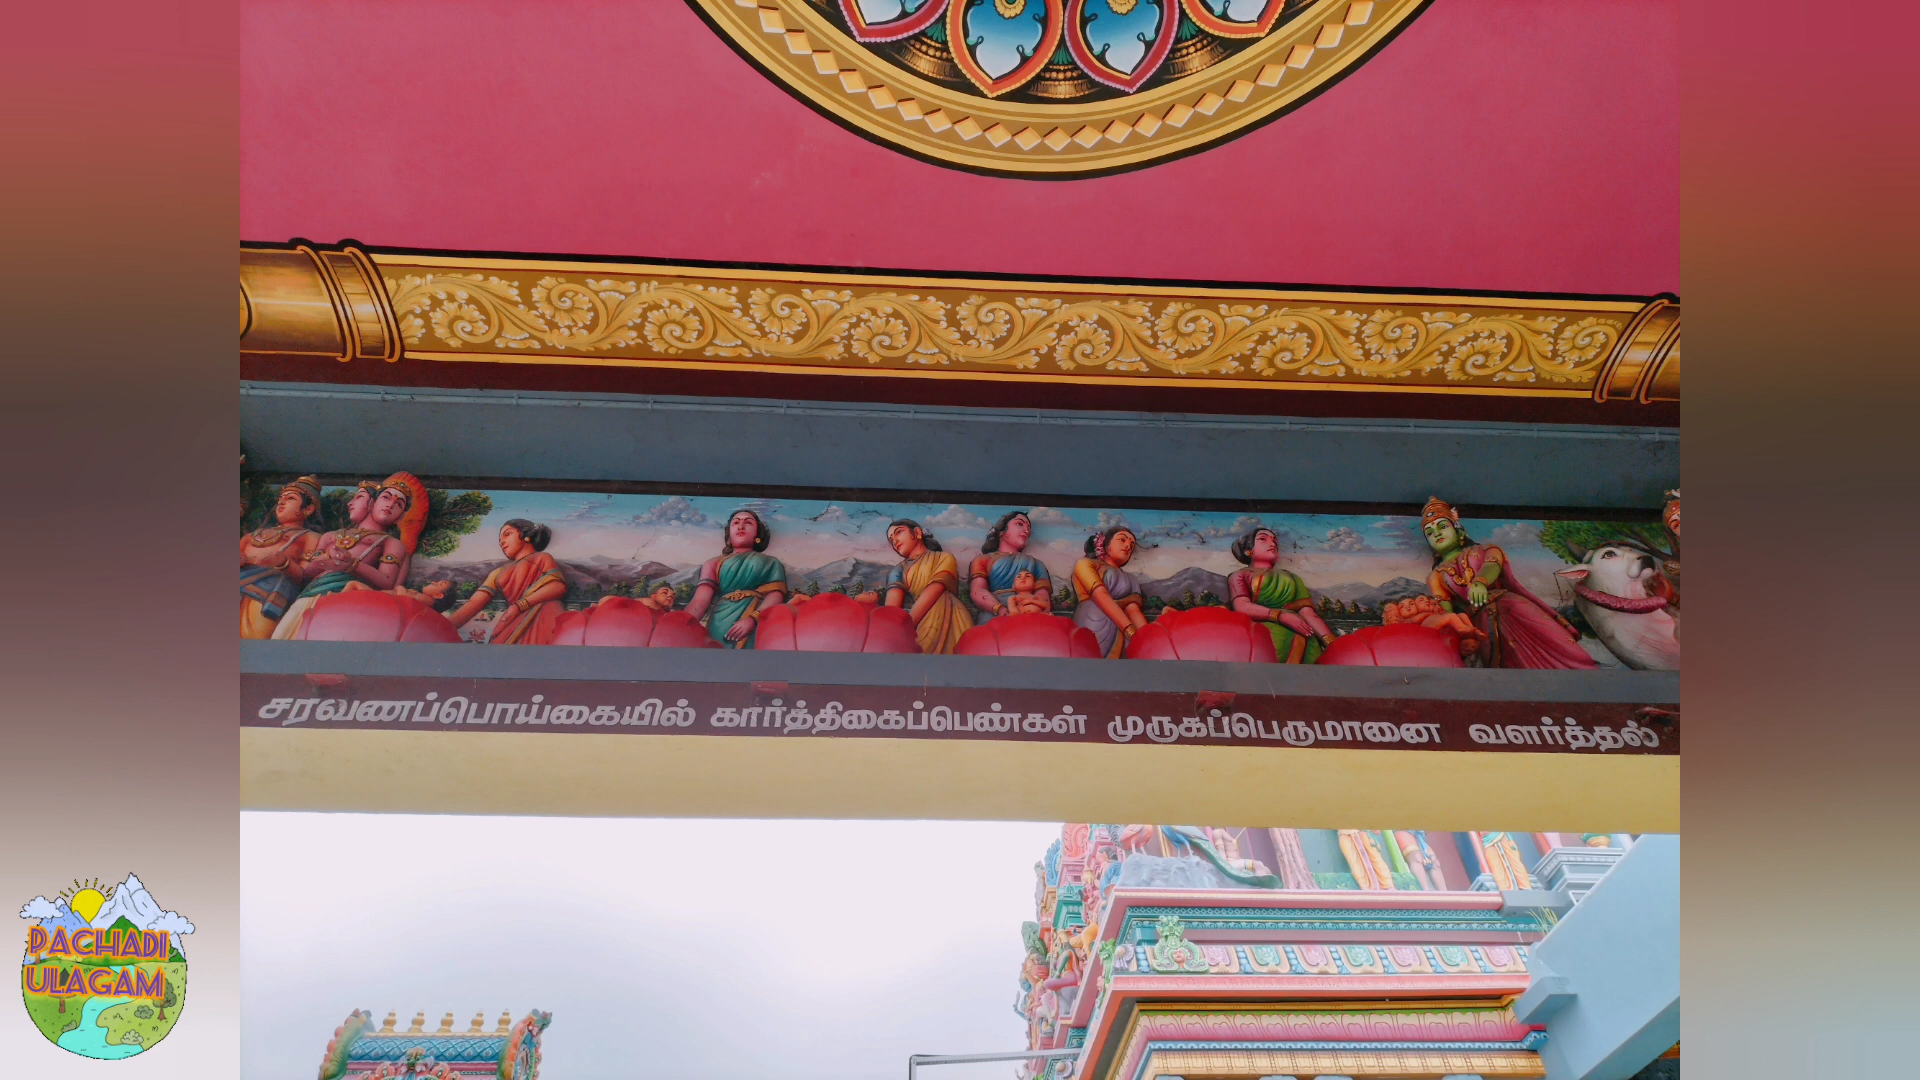 சரவணப்பொய்கையில் கார்த்திகைப்பெண்கள் முருகப்பெருமானை வளர்த்தல்
PACHADI
ULAGAM